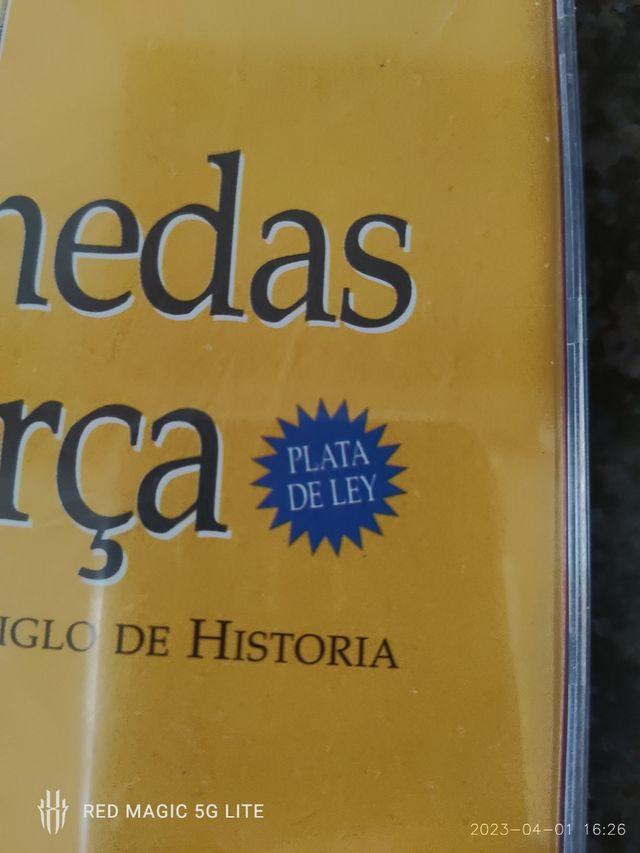 nedas
rça
PLATA
DE LEY
IGLO DE HISTORIA
RED MAGIC 5G LITE
2023-04-01 16:26